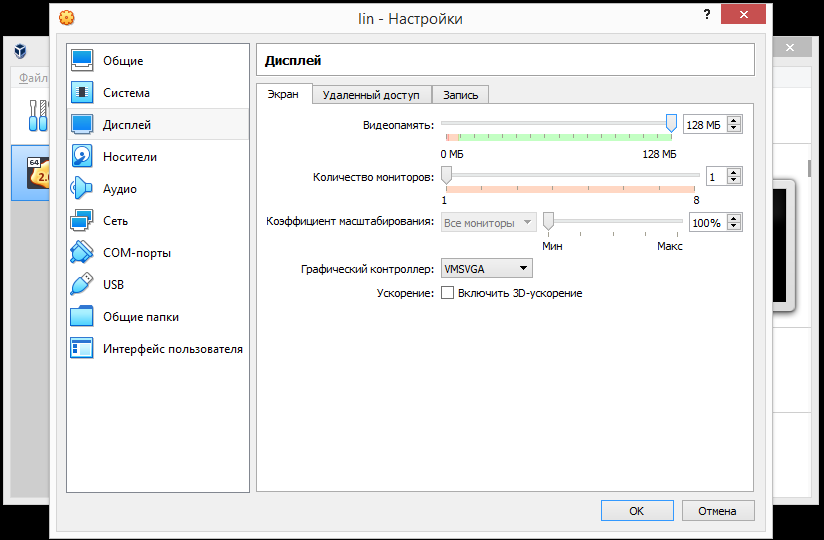 lin - Настройки
?
Файл
64
2.6
Общие
Система
Дисплей
Носители
Аудио
Сеть
COM-порты
USB
Общие папки
Интерфейс пользователя
Дисплей
Экран
Удаленный доступ
Запись
Видеопамять:
128 МБ
0 МБ
128 МБ
Количество мониторов:
1
1
8
Коэффициент масштабирования:
Все мониторы
100%
Мин
Макс
Графический контроллер:
VMSVGA
Ускорение:
Включить 3D-ускорение
OK
Отмена